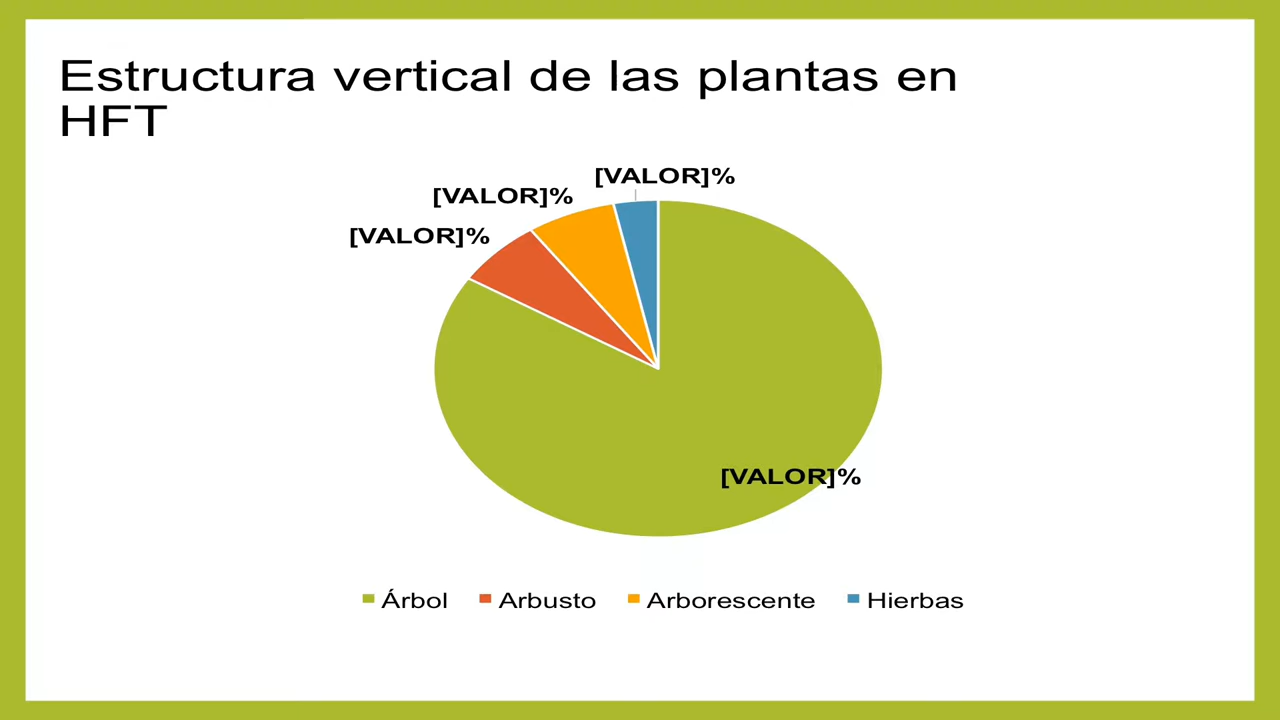 Estructura vertical de las plantas en
HFT
[VALOR]%
[VALOR]%
[VALOR]%
[VALOR]%
Árbol Arbusto Arborescente Hierbas